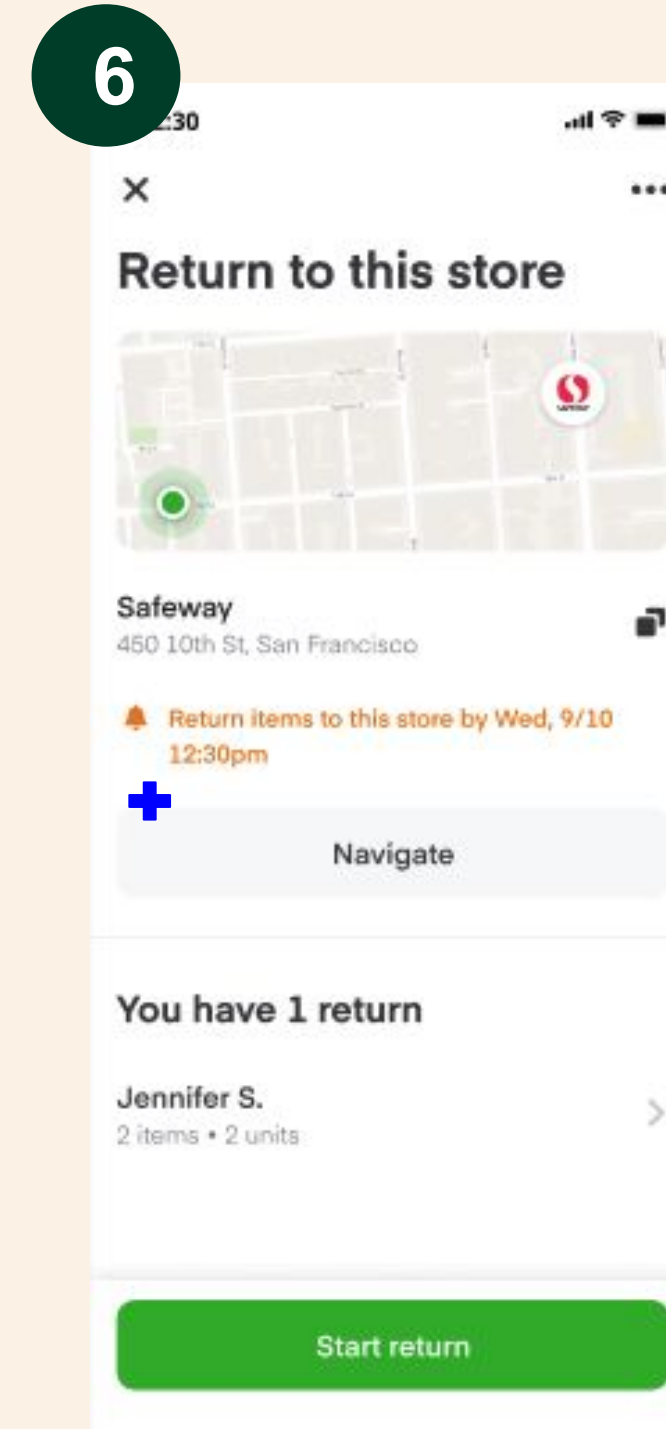 6
:30
Return to this store
Safeway
450 10th St, San Francisco
Return items to this store by Wed, 9/10
12:30pm
Navigate
You have 1 return
Jennifer S.
2 items • 2 units
Start return